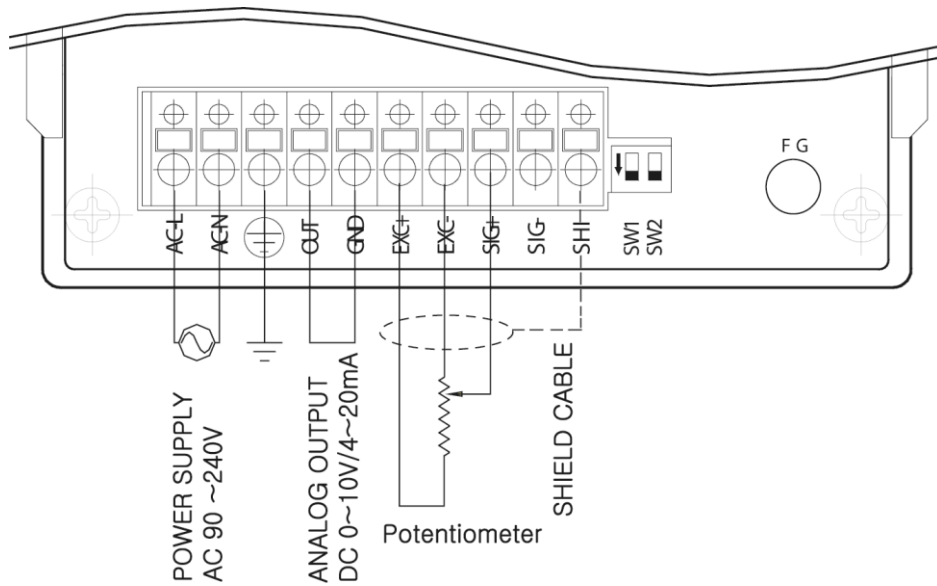 F G
AC-L
AC-N
OUT
GND
EXC+
EXC-
SIG+
SIG-
SHI
SW1
SW2
POWER SUPPLY
AC 90 ~240V
ANALOG OUTPUT
DC 0~10V/4~20mA
Potentiometer
SHIELD CABLE